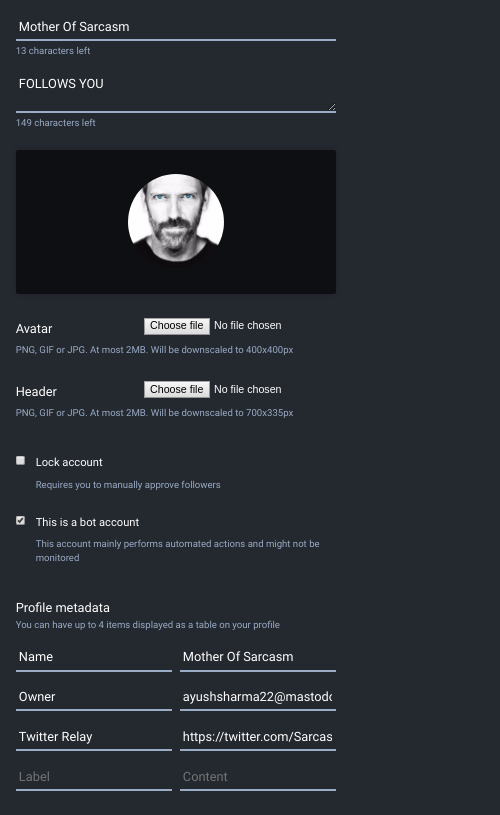 Mother Of Sarcasm
13 characters left
FOLLOWS YOU
149 characters left
Avatar Choose file No file chosen
PNG, GIF or JPG. At most 2MB. Will be downscaled to 400x400px
Header Choose file No file chosen
PNG, GIF or JPG. At most 2MB. Will be downscaled to 700x335px
Lock account
Requires you to manually approve followers
This is a bot account
This account mainly performs automated actions and might not be
monitored
Profile metadata
You can have up to 4 items displayed as a table on your profile
Name Mother Of Sarcasm
Owner ayushsharma22@mastodo
Twitter Relay https://twitter.com/Sarcas
Label Content